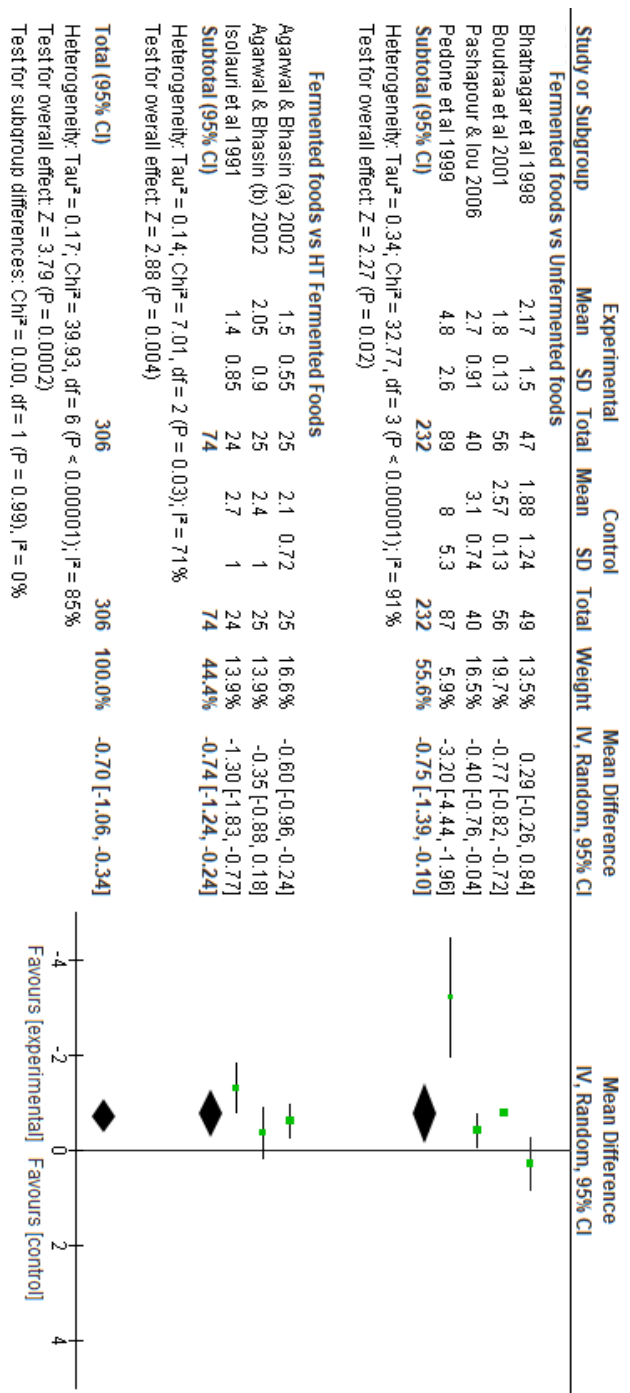 Experimental Control Mean Difference Mean Difference
Study or Subgroup Mean SD Total Mean SD Total Weight IV, Random, 95% CI IV, Random, 95% CI
Fermented foods vs Unfermented foods
Bhatnagar et al 1998 2.17 1.5 47 1.88 1.24 49 13.5% 0.29 [-0.26, 0.84]
Boudraa et al 2001 1.8 0.13 56 2.57 0.13 56 19.7% -0.77 [-0.82, -0.72]
Pashapour & lou 2006 2.7 0.91 40 3.1 0.74 40 16.5% -0.40 [-0.76, -0.04]
Pedone et al 1999 4.8 2.6 89 8 5.3 87 5.9% -3.20 [-4.44, -1.96]
Subtotal (95% CI) 232 232 55.6% -0.75 [-1.39, -0.10]
Heterogeneity: Tau² = 0.34; Chi² = 32.77, df = 3 (P < 0.00001); I² = 91%
Test for overall effect: Z = 2.27 (P = 0.02)
Fermented foods vs HT Fermented Foods
Agarwal & Bhasin (a) 2002 1.5 0.55 25 2.1 0.72 25 16.6% -0.60 [-0.96, -0.24]
Agarwal & Bhasin (b) 2002 2.05 0.9 25 2.4 1 25 13.9% -0.35 [-0.88, 0.18]
Isolauri et al 1991 1.4 0.85 24 2.7 1 24 13.9% -1.30 [-1.83, -0.77]
Subtotal (95% CI) 74 74 44.4% -0.74 [-1.24, -0.24]
Heterogeneity: Tau² = 0.14; Chi² = 7.01, df = 2 (P = 0.03); I² = 71%
Test for overall effect: Z = 2.88 (P = 0.004)
Total (95% CI) 306 306 100.0% -0.70 [-1.06, -0.34]
Heterogeneity: Tau² = 0.17; Chi² = 39.93, df = 6 (P < 0.00001); I² = 85%
Test for overall effect: Z = 3.79 (P = 0.0002)
Test for subgroup differences: Chi² = 0.00, df = 1 (P = 0.99), I² = 0%
-4 -2 0 2 4
Favours [experimental] Favours [control]